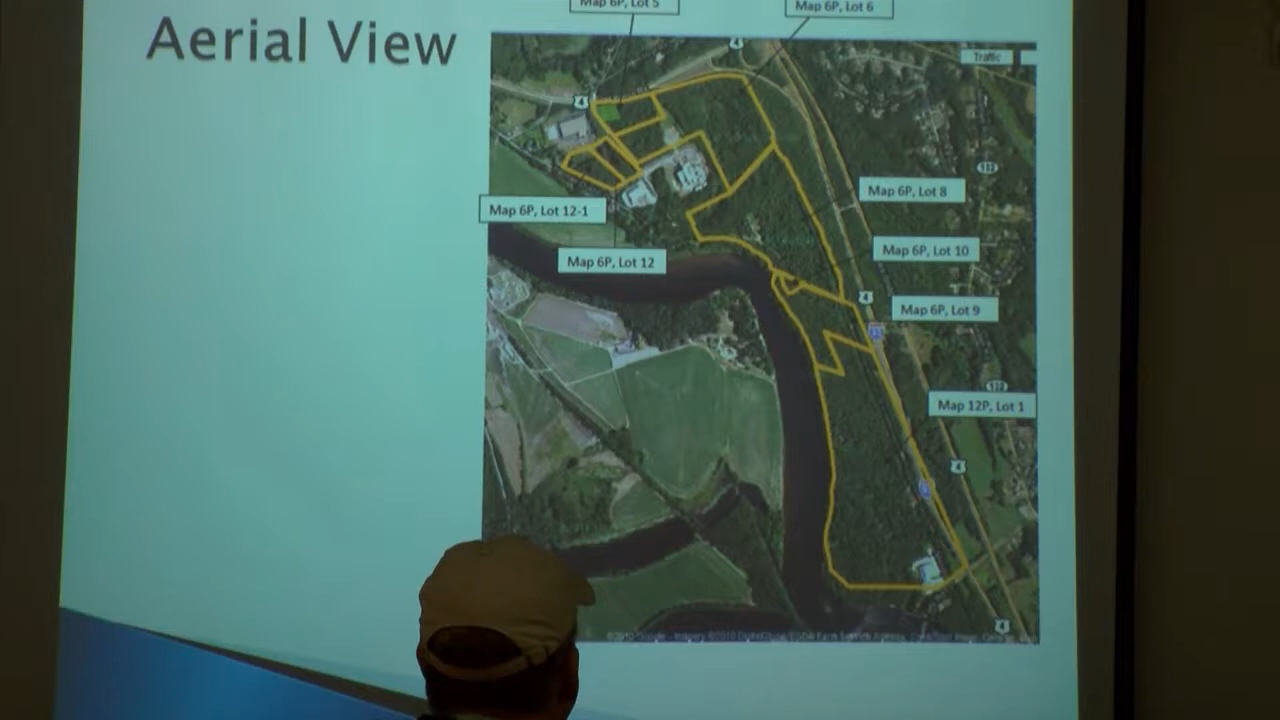 Map 6P, Lot 5
Map 6P, Lot 6
Aerial View
4
Traffic
4
132
Map 6P, Lot 8
Map 6P, Lot 12-1
Map 6P, Lot 10
Map 6P, Lot 12
4
Map 6P, Lot 9
132
Map 12P, Lot 1
4
4